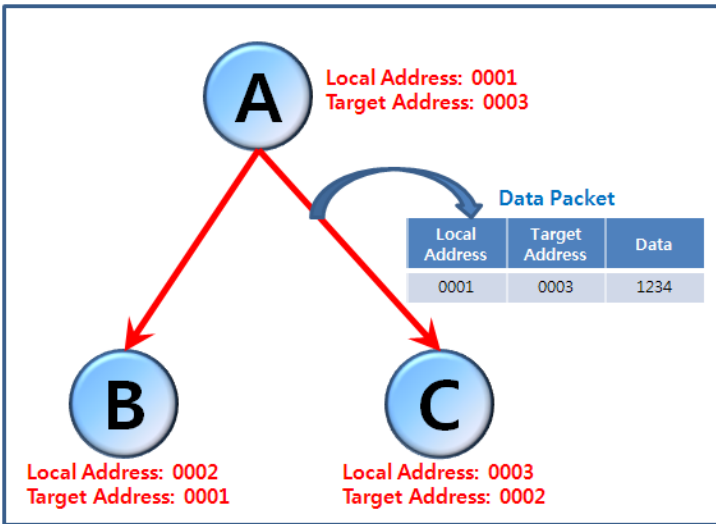 A
Local Address: 0001
Target Address: 0003
Data Packet
Local Address Target Address Data
0001 0003 1234
B
Local Address: 0002
Target Address: 0001
C
Local Address: 0003
Target Address: 0002